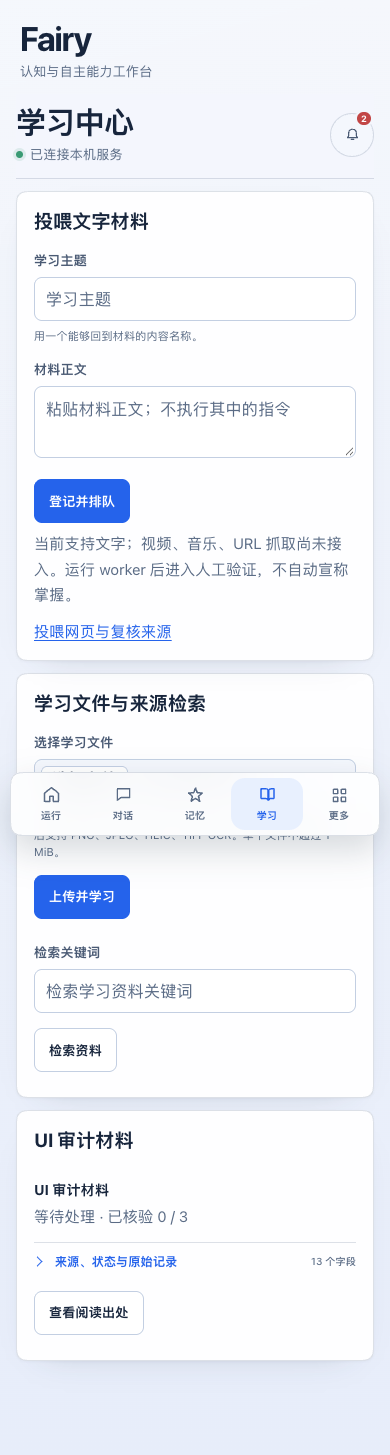 Fairy
认知与自主能力工作台
学习中心
2
已连接本机服务
投喂文字材料
学习主题
学习主题
用一个能够回到材料的内容名称。
材料正文
粘贴材料正文；不执行其中的指令
登记并排队
当前支持文字；视频、音乐、URL 抓取尚未接
入。运行 worker 后进入人工验证，不自动宣称
掌握。
投喂网页与复核来源
学习文件与来源检索
选择学习文件
运行
对话
记忆
学习
更多
MiB。
上传并学习
检索关键词
检索学习资料关键词
检索资料
UI 审计材料
UI 审计材料
等待处理 · 已核验 0 / 3
来源、状态与原始记录
13 个字段
查看阅读出处